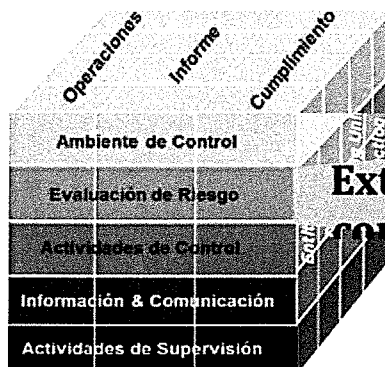 Operaciones
Informe
Cumplimiento
Ambiente de Control
Evaluación de Riesgo
Actividades de Control
Información & Comunicación
Actividades de Supervisión
Ext